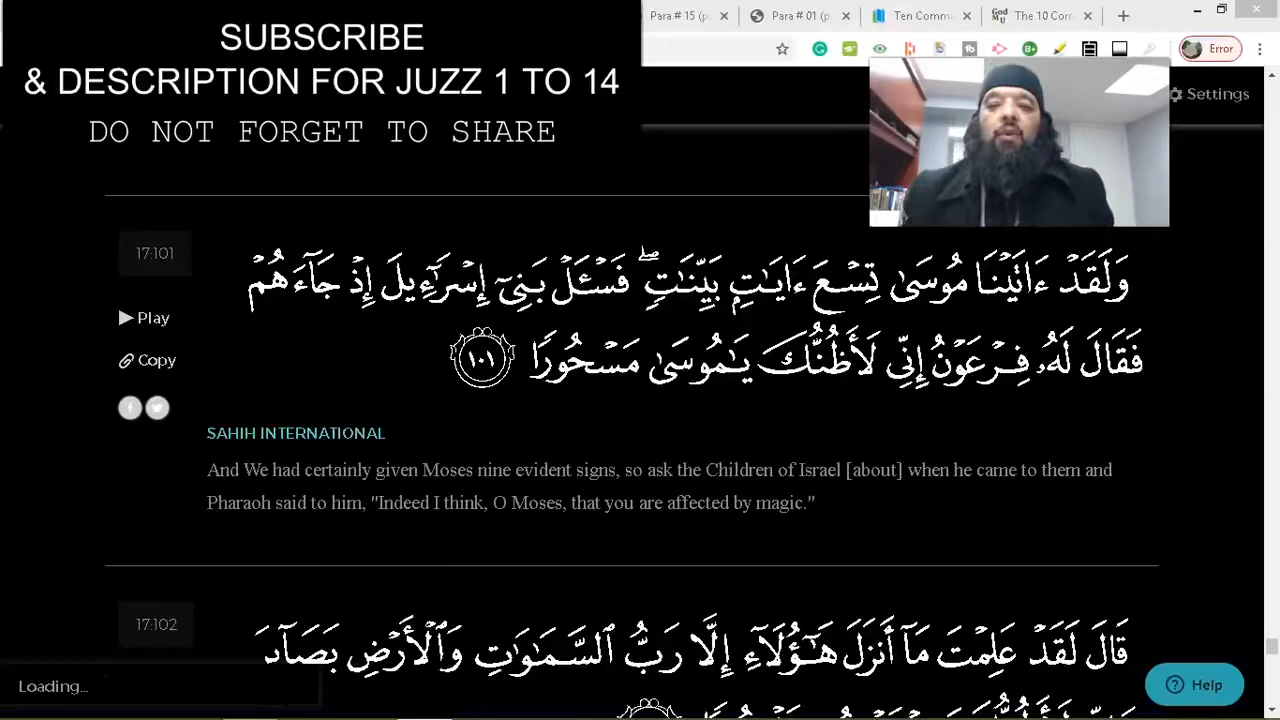 SUBSCRIBE
& DESCRIPTION FOR JUZZ 1 TO 14
DO NOT FORGET TO SHARE
Para # 15 (p
Para # 01 (p
Ten Comm
God MU
The 10 Com
Error
Settings
17:101
وَلَقَدْ ءَاتَيْنَا مُوسَىٰ تِسْعَ ءَايَـٰتٍۭ بَيِّنَـٰتٍۢ ۖ فَسْـَٔلْ بَنِىٓ إِسْرَٰٓءِيلَ إِذْ جَآءَهُمْ
فَقَالَ لَهُۥ فِرْعَوْنُ إِنِّى لَأَظُنُّكَ يَـٰمُوسَىٰ مَسْحُورًۭا ١٠١
Play
Copy
SAHIH INTERNATIONAL
And We had certainly given Moses nine evident signs, so ask the Children of Israel [about] when he came to them and
Pharaoh said to him, "Indeed I think, O Moses, that you are affected by magic."
17:102
قَالَ لَقَدْ عَلِمْتَ مَآ أَنزَلَ هَـٰٓؤُلَآءِ إِلَّا رَبُّ ٱلسَّمَـٰوَٰتِ وَٱلْأَرْضِ بَصَآئِرَ
Loading...
Help